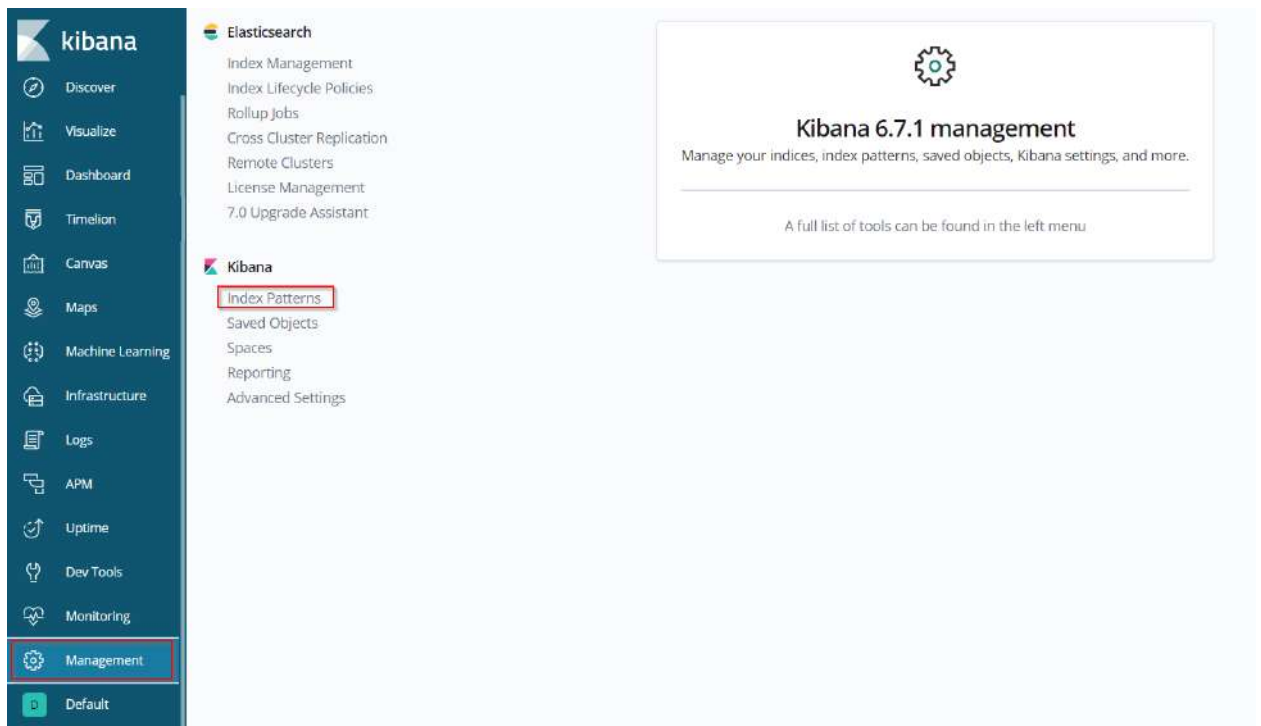 kibana
Discover
Visualize
Dashboard
Timelion
Canvas
Maps
Machine Learning
Infrastructure
Logs
APM
Uptime
Dev Tools
Monitoring
Management
D
Default
Elasticsearch
Index Management
Index Lifecycle Policies
Rollup Jobs
Cross Cluster Replication
Remote Clusters
License Management
7.0 Upgrade Assistant
Kibana
Index Patterns
Saved Objects
Spaces
Reporting
Advanced Settings
Kibana 6.7.1 management
Manage your indices, index patterns, saved objects, Kibana settings, and more.
A full list of tools can be found in the left menu